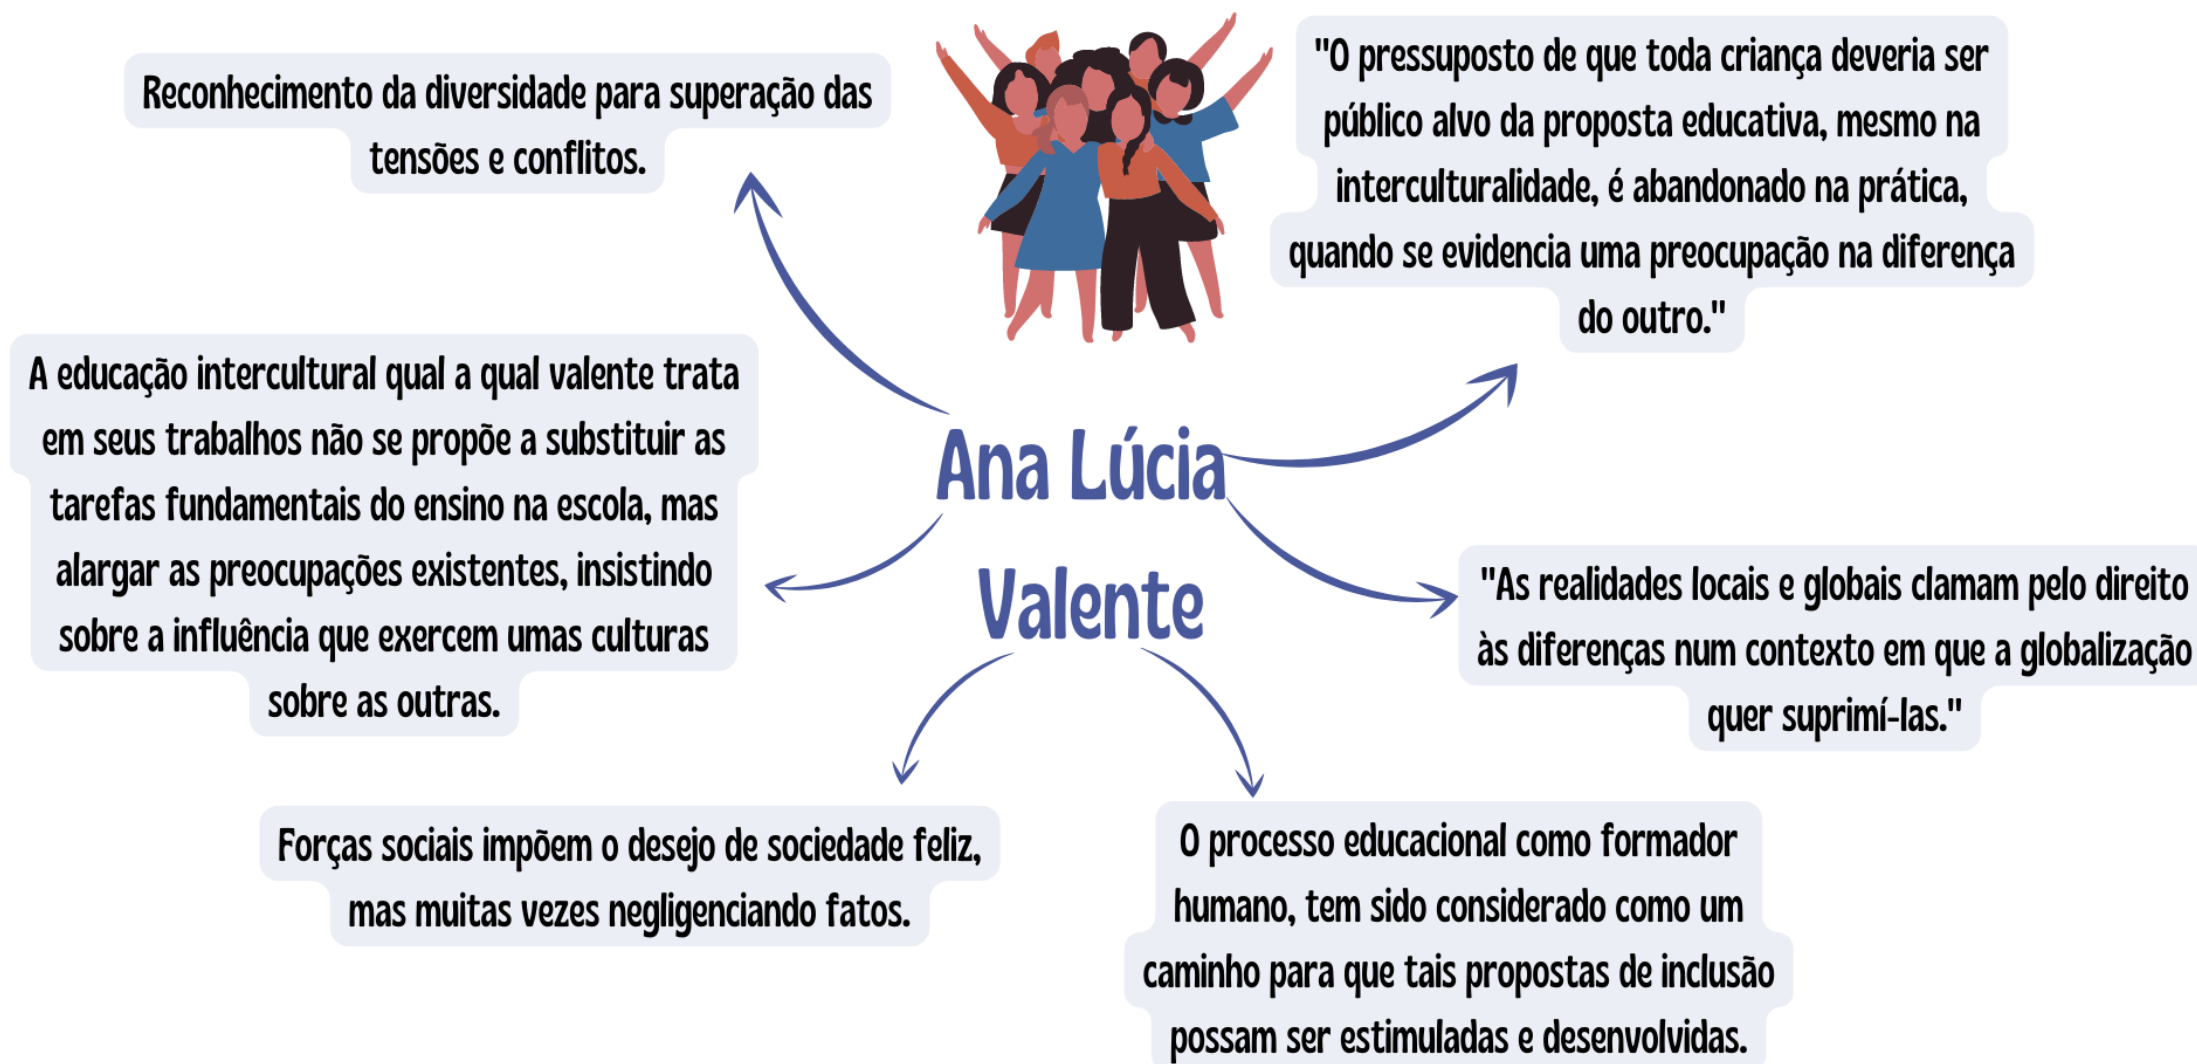 Reconhecimento da diversidade para superação das
tensões e conflitos.
"O pressuposto de que toda criança deveria ser
público alvo da proposta educativa, mesmo na
interculturalidade, é abandonado na prática,
quando se evidencia uma preocupação na diferença
do outro."
A educação intercultural qual a qual valente trata
em seus trabalhos não se propõe a substituir as
tarefas fundamentais do ensino na escola, mas
alargar as preocupações existentes, insistindo
sobre a influência que exercem umas culturas
sobre as outras.
Ana Lúcia
Valente
"As realidades locais e globais clamam pelo direito
às diferenças num contexto em que a globalização
quer suprimí-las."
Forças sociais impõem o desejo de sociedade feliz,
mas muitas vezes negligenciando fatos.
O processo educacional como formador
humano, tem sido considerado como um
caminho para que tais propostas de inclusão
possam ser estimuladas e desenvolvidas.